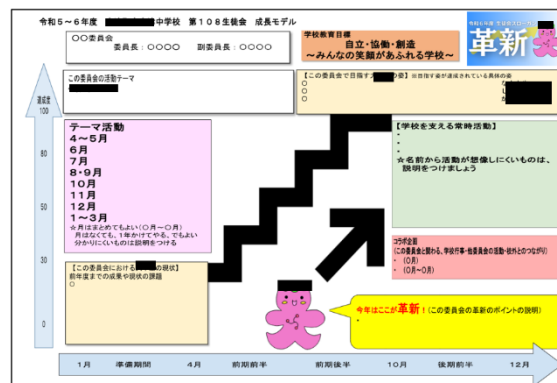 令和５～６年度 中学校 第１０８生徒会 成長モデル
○○委員会
委員長：○○○○ 副委員長：○○○○
学校教育目標
自立・協働・創造
～みんなの笑顔があふれる学校～
革新
この委員会の活動テーマ
・
【この委員会で目指す の姿】※目指す姿が達成されている具体の姿
○
○
○
達成度
100
80
50
30
0
テーマ活動
４～５月
６月
７月
８・９月
１０月
１１月
１２月
１～３月
☆月はまとめてもよい（○月～○月）
月はなくても、１年かけてやる、でもよい
分かりにくいものは説明をつける
【学校を支える常時活動】
・
・
・
☆名前から活動が想像しにくいものは、
説明をつけましょう
コラボ企画
（この委員会と関わる、学校行事・他委員会の活動・校外とのつながり）
・（○月）
・（○月～○月）
【この委員会における の現状】
前年度までの成果や現状の課題
○
今年はここが革新！（この委員会の革新のポイントの説明）
・
１月 準備期間 ４月 前期前半 前期後半 １０月 後期前半 １２月